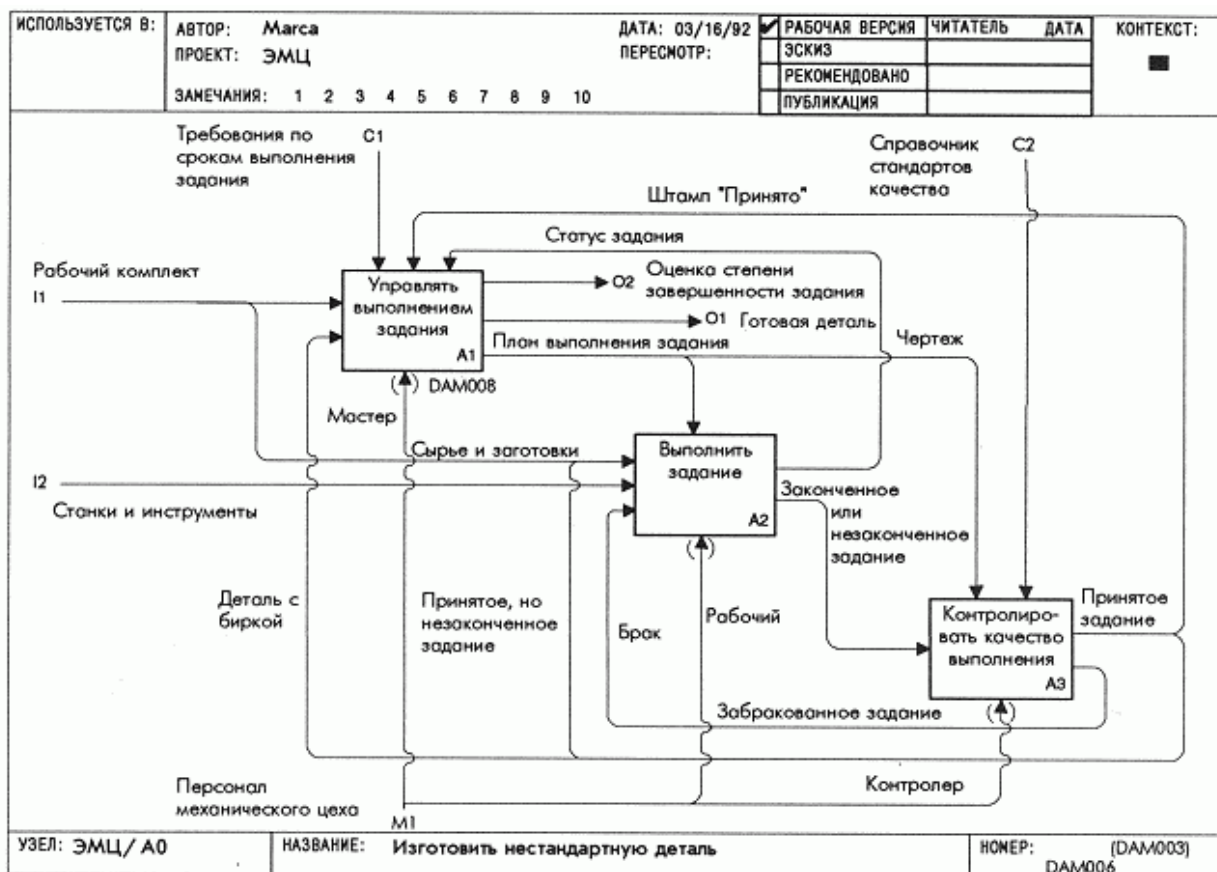 ИСПОЛЬЗУЕТСЯ В:
АВТОР: Marca
ДАТА: 03/16/92
ПРОЕКТ: ЭМЦ
ПЕРЕСМОТР:
ЗАМЕЧАНИЯ: 1 2 3 4 5 6 7 8 9 10
РАБОЧАЯ ВЕРСИЯ
ЭСКИЗ
РЕКОМЕНДОВАНО
ПУБЛИКАЦИЯ
ЧИТАТЕЛЬ ДАТА
КОНТЕКСТ:
Требования по
срокам выполнения
задания
C1
Справочник
стандартов
качества
C2
Штамп "Принято"
Статус задания
Рабочий комплект
I1
Управлять
выполнением
задания
A1
O2 Оценка степени
завершенности задания
O1 Готовая деталь
План выполнения задания
Чертеж
DAM008
Мастер
Сырье и заготовки
Выполнить
задание
A2
I2
Станки и инструменты
Законченное
или
незаконченное
задание
Деталь с
биркой
Принятое, но
незаконченное
задание
Брак
Рабочий
Контролиро-
вать качество
выполнения
A3
Принятое
задание
Забракованное задание
Персонал
механического цеха
M1
Контролер
УЗЕЛ: ЭМЦ/ A0
НАЗВАНИЕ: Изготовить нестандартную деталь
НОМЕР: (DAM003)
DAM006